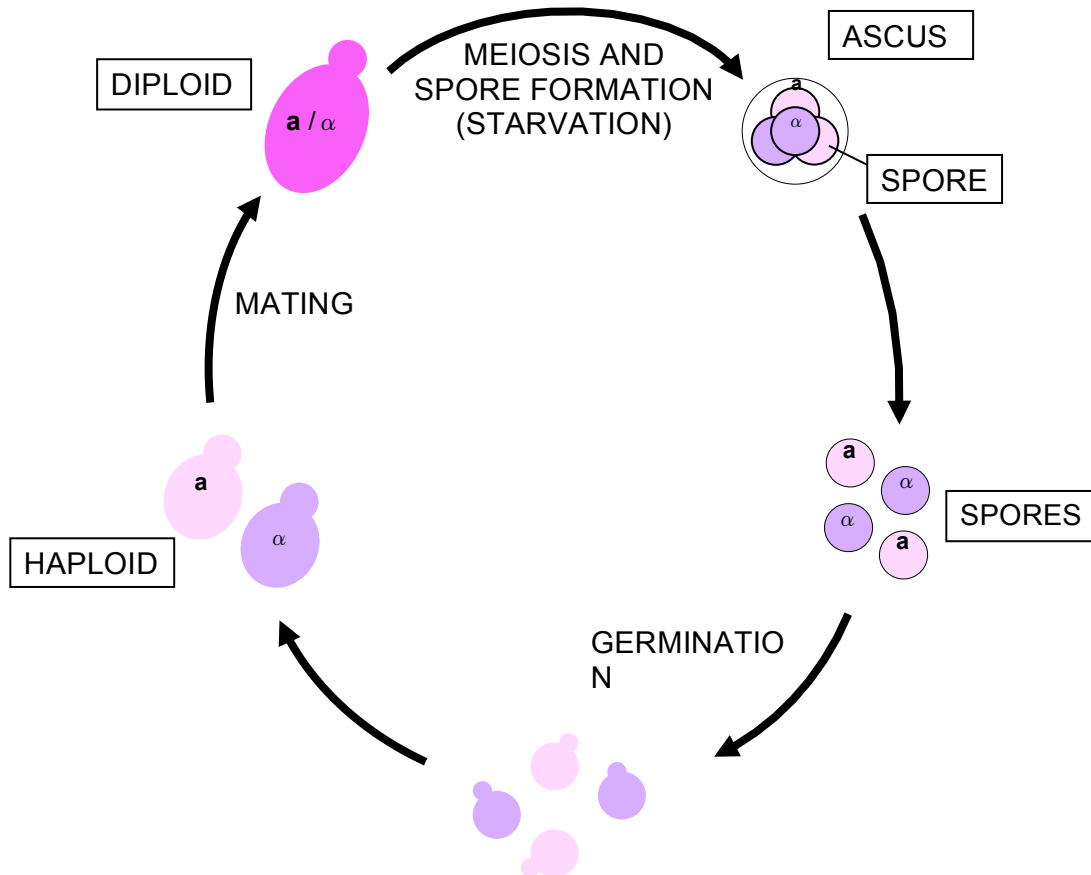 ASCUS
MEIOSIS AND
SPORE FORMATION
(STARVATION)
DIPLOID
a / α
a
α
SPORE
MATING
a
α
α
a
SPORES
a
α
HAPLOID
GERMINATIO
N